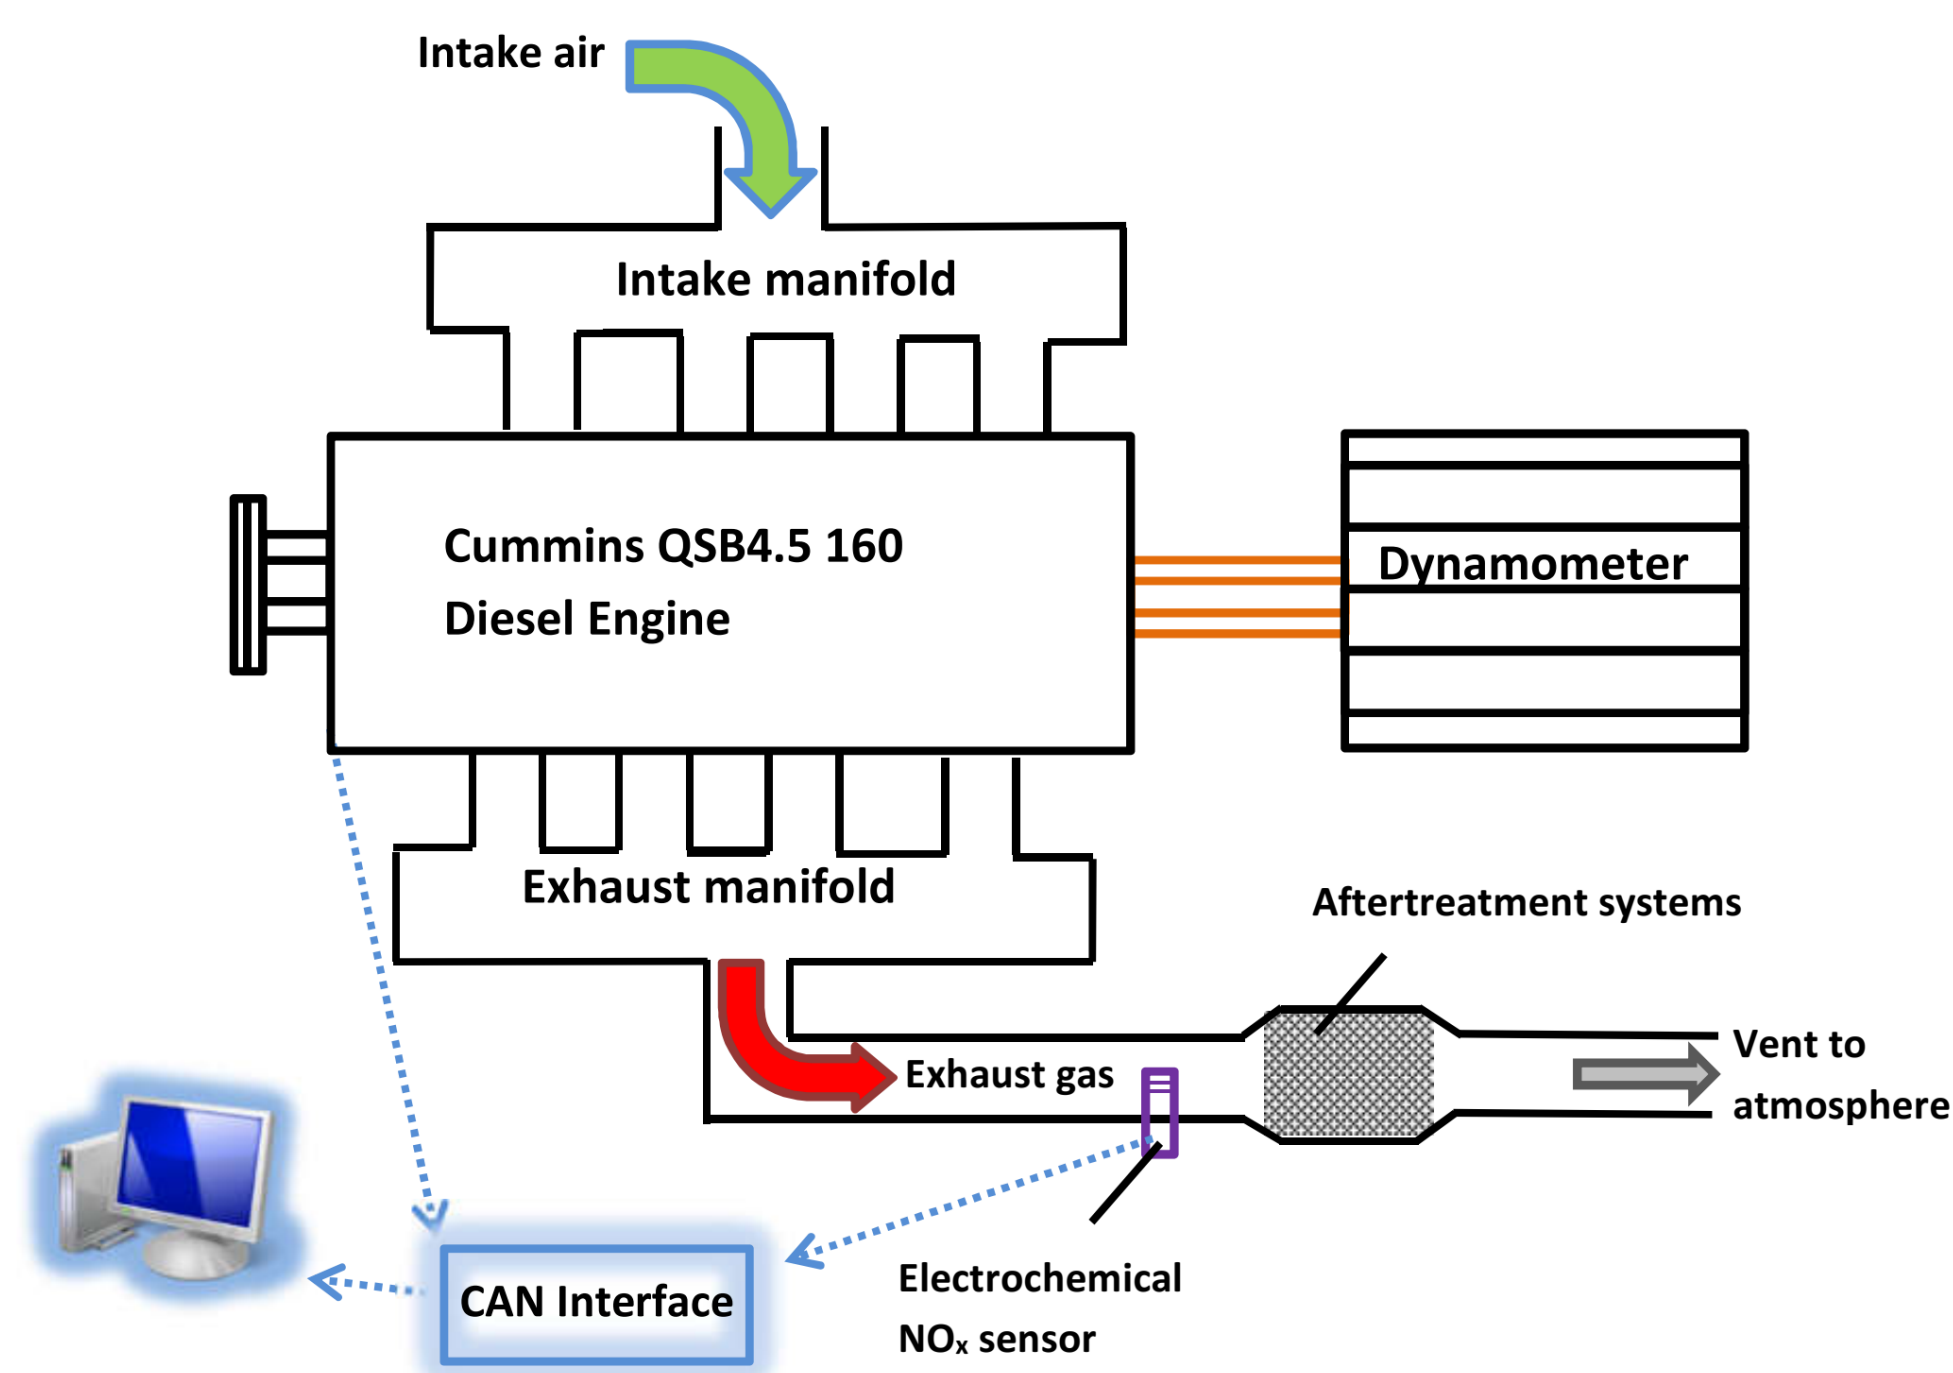 Intake air
Intake manifold
Cummins QSB4.5 160
Diesel Engine
Dynamometer
Exhaust manifold
Aftertreatment systems
Exhaust gas
Vent to
atmosphere
CAN Interface
Electrochemical
NOₓ sensor